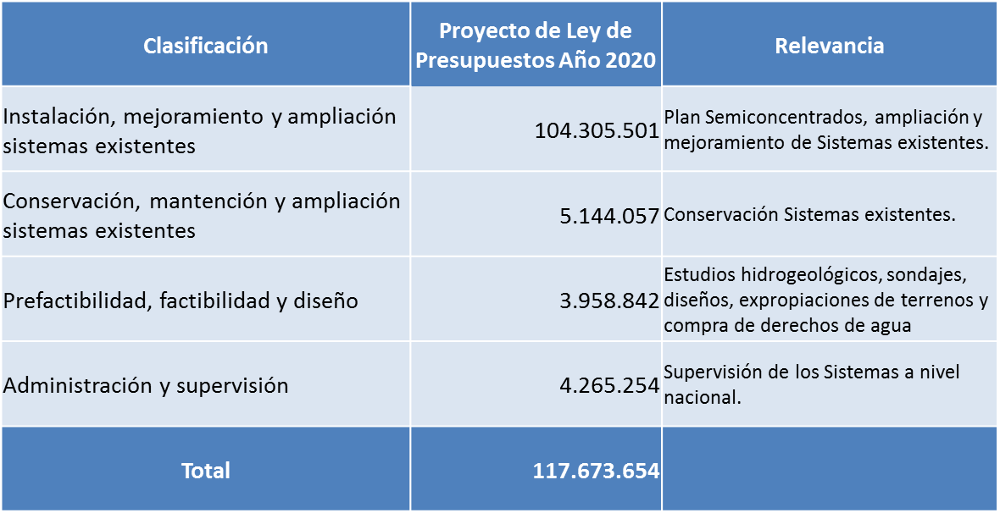 Clasificación
Proyecto de Ley de
Presupuestos Año 2020
Relevancia
Instalación, mejoramiento y ampliación
sistemas existentes
104.305.501
Plan Semiconcentrados, ampliación y
mejoramiento de Sistemas existentes.
Conservación, mantención y ampliación
sistemas existentes
5.144.057
Conservación Sistemas existentes.
Prefactibilidad, factibilidad y diseño
3.958.842
Estudios hidrogeológicos, sondajes,
diseños, expropiaciones de terrenos y
compra de derechos de agua
Administración y supervisión
4.265.254
Supervisión de los Sistemas a nivel
nacional.
Total
117.673.654